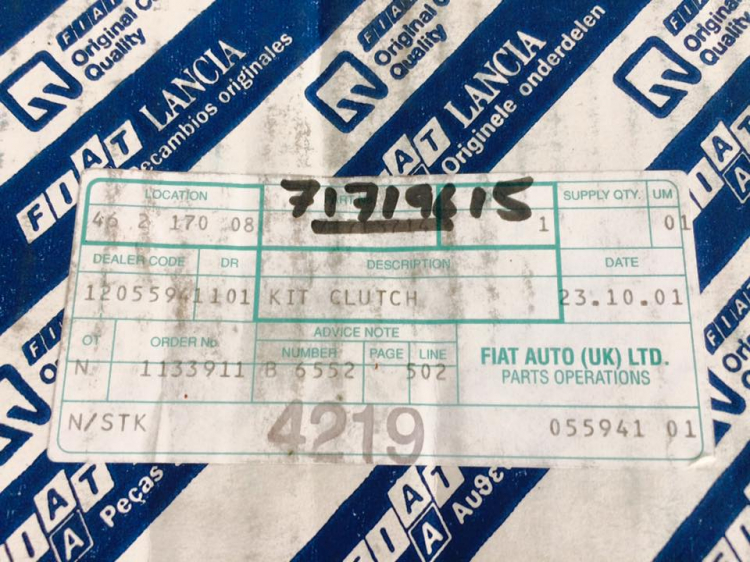 FIAT
Original
Quality
FIAT LANCIA
recambios originales
FIAT
Original
Quality
FIAT LANCIA
Originele onderdelen
FIAT
Original
Quality
LOCATION
SUPPLY QTY. UM
46 2 170 08 1 01
DEALER CODE DR DESCRIPTION DATE
12055941101 KIT CLUTCH 23.10.01
OT ORDER No. ADVICE NOTE
NUMBER PAGE LINE
N 1133911 B 6552 502
FIAT AUTO (UK) LTD.
PARTS OPERATIONS
N/STK 4219 055941 01
FIAT
Peças
FIAT